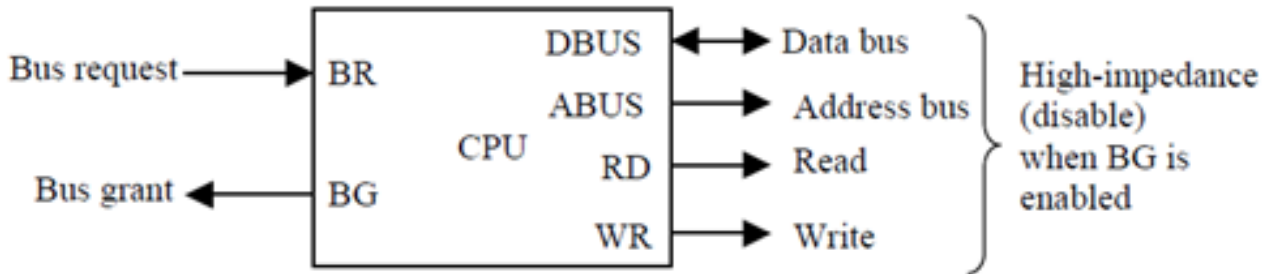 Bus request
BR
DBUS
Data bus
ABUS
Address bus
CPU
RD
Read
Bus grant
BG
WR
Write
High-impedance
(disable)
when BG is
enabled